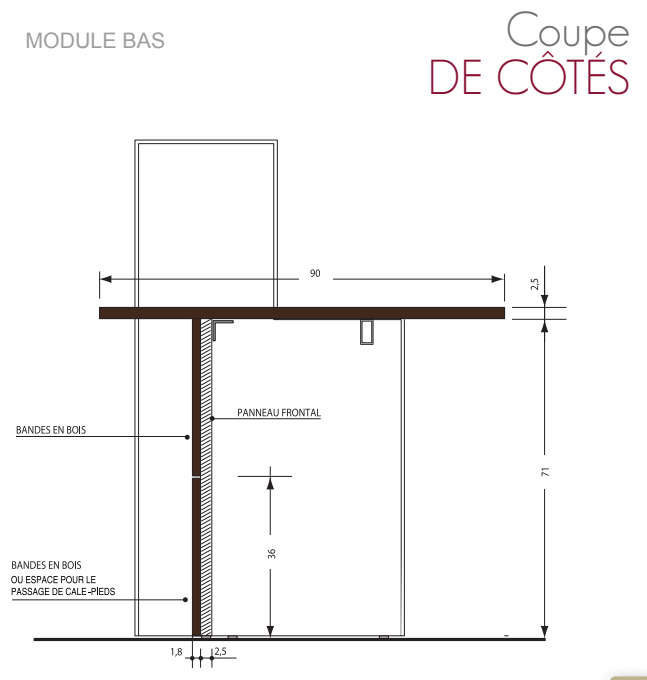 MODULE BAS
Coupe
DE CÔTÉS
90
2,5
PANNEAU FRONTAL
BANDES EN BOIS
71
36
BANDES EN BOIS
OU ESPACE POUR LE
PASSAGE DE CALE-PIEDS
1,8
2,5